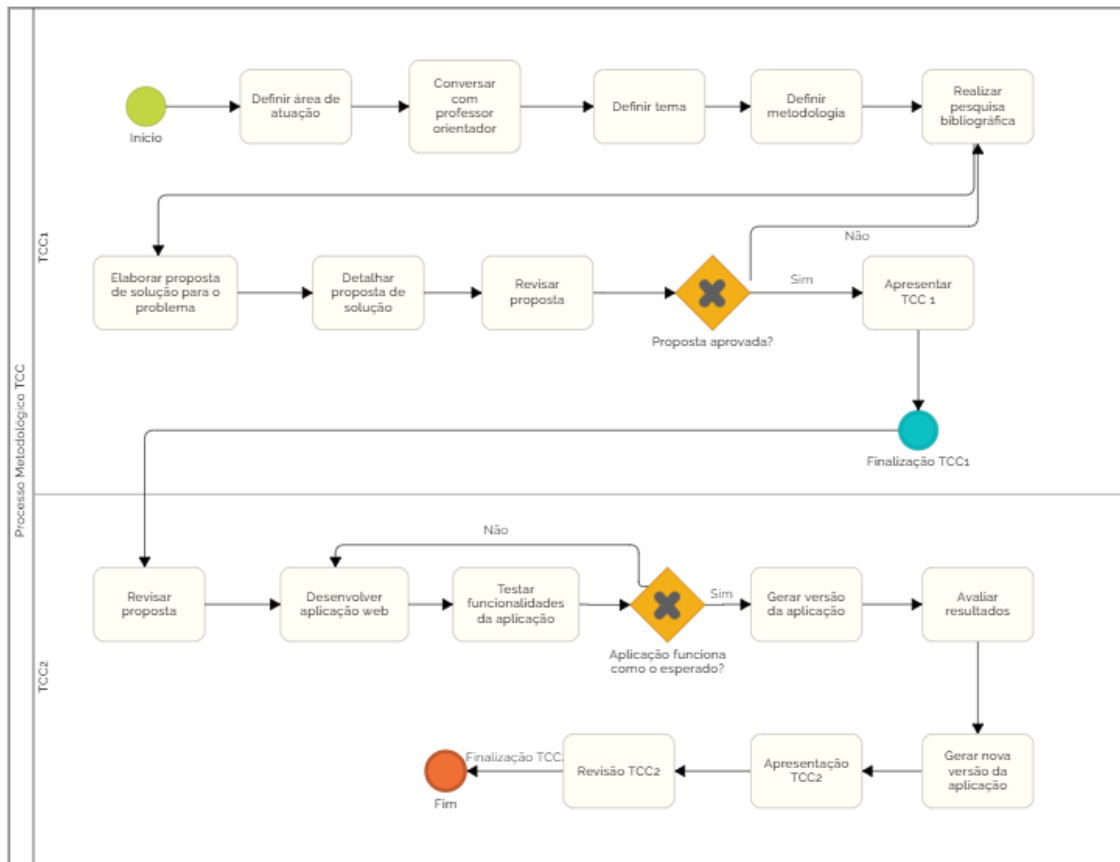 Processo Metodológico TCC
TCC1
Início
Definir área de
atuação
Conversar
com
professor
orientador
Definir tema
Definir
metodologia
Realizar
pesquisa
bibliográfica
Elaborar proposta
de solução para o
problema
Detalhar
proposta de
solução
Revisar
proposta
Proposta aprovada?
Não
Sim
Apresentar
TCC 1
Finalização TCC1
TCC2
Revisar
proposta
Desenvolver
aplicação web
Testar
funcionalidades
da aplicação
Não
Aplicação funciona
como o esperado?
Sim
Gerar versão
da aplicação
Avaliar
resultados
Gerar nova
versão da
aplicação
Apresentação
TCC2
Revisão TCC2
Finalização TCC
Fim